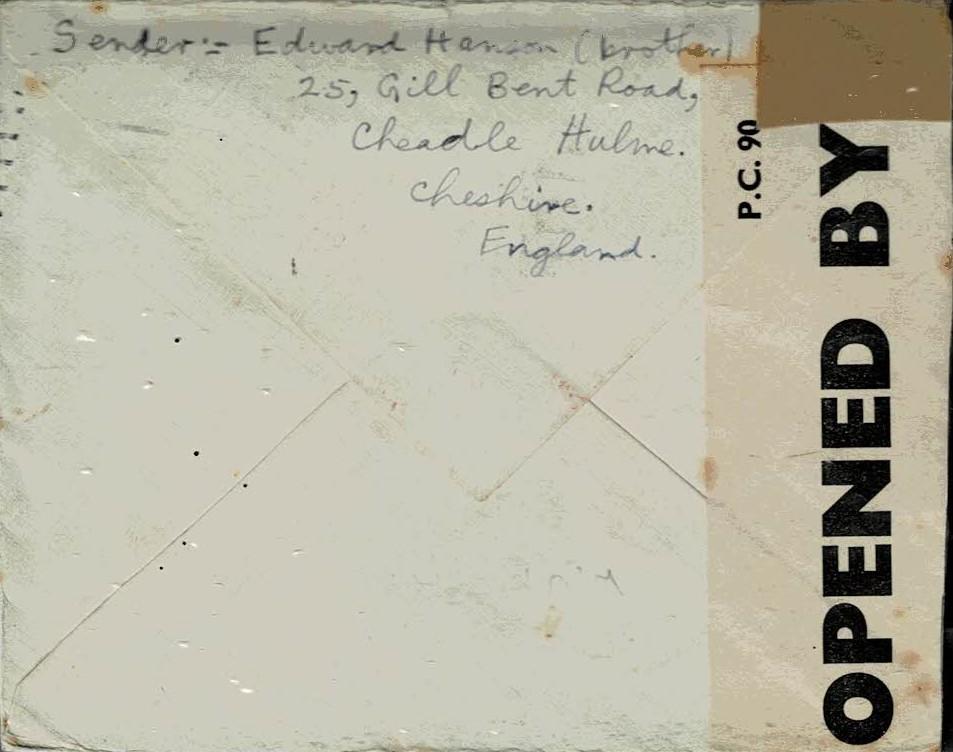 Sender:- Edward Hanson (brother)
25, Gill Bent Road,
Cheadle Hulme.
Cheshire.
England.
P.C. 90
OPENED BY